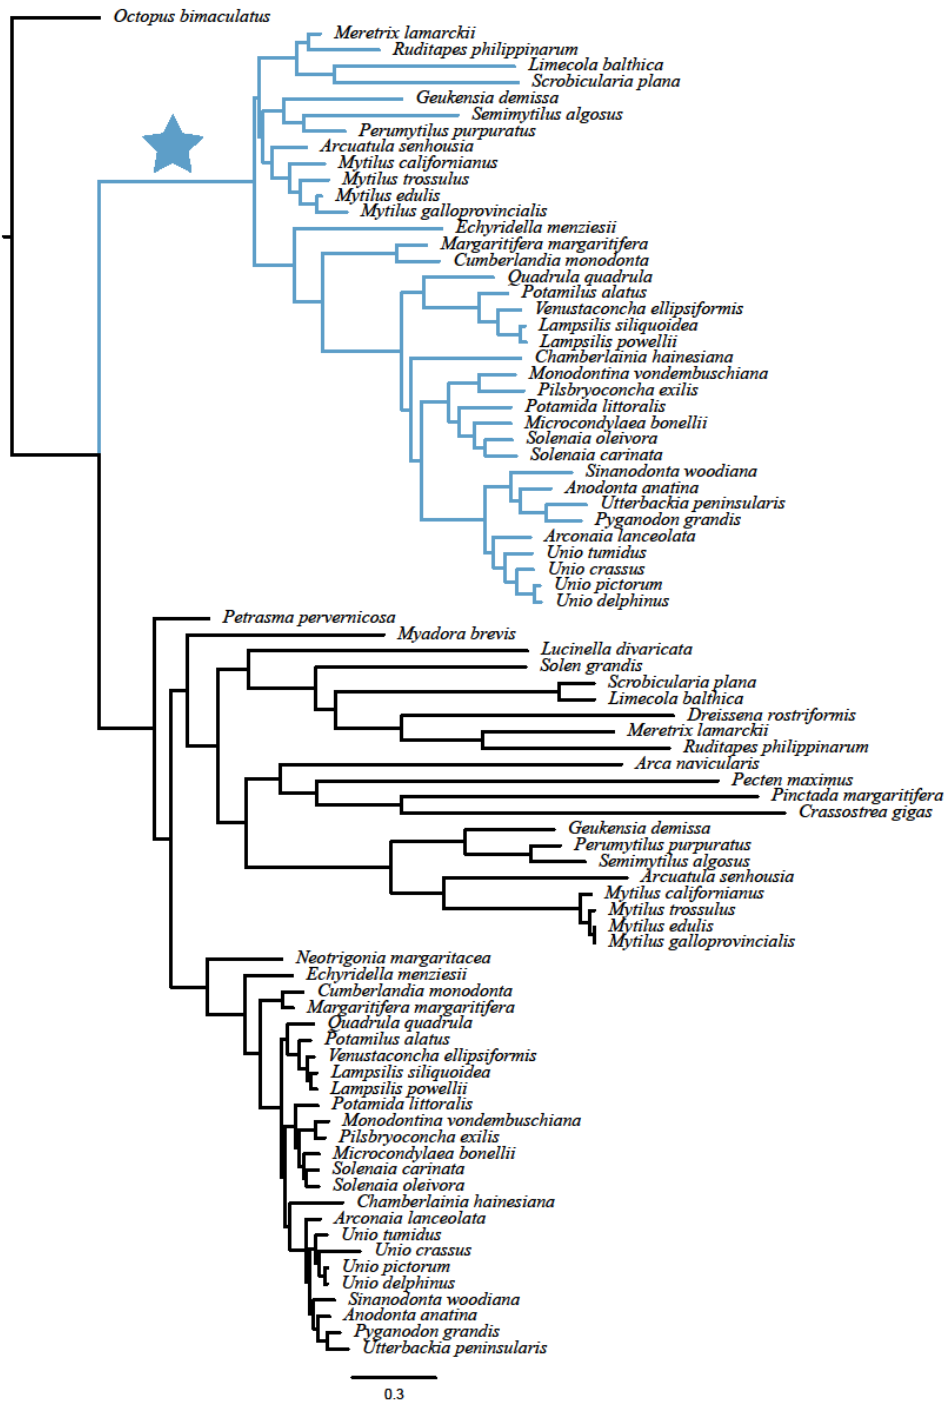 Octopus bimaculatus
Meretrix lamarckii
Ruditapes philippinarum
Limecola balthica
Scrobicularia plana
Geukensia demissa
Semimytilus algosus
Perumytilus purpuratus
Arcuatula senhousia
Mytilus californianus
Mytilus trossulus
Mytilus edulis
Mytilus galloprovincialis
Echyridella menziesii
Margaritifera margaritifera
Cumberlandia monodonta
Quadrula quadrula
Potamilus alatus
Venustaconcha ellipsiformis
Lampsilis siliquoidea
Lampsilis powellii
Chamberlainia hainesiana
Monodontina vondembuschiana
Pilsbryoconcha exilis
Potamida littoralis
Microcondylaea bonellii
Solenaia oleivora
Solenaia carinata
Sinanodonta woodiana
Anodonta anatina
Utterbackia peninsularis
Pyganodon grandis
Arconaia lanceolata
Unio tumidus
Unio crassus
Unio pictorum
Unio delphinus
Petrasma pervernicosa
Myadora brevis
Lucinella divaricata
Solen grandis
Scrobicularia plana
Limecola balthica
Dreissena rostriformis
Meretrix lamarckii
Ruditapes philippinarum
Arca navicularis
Pecten maximus
Pinctada margaritifera
Crassostrea gigas
Geukensia demissa
Perumytilus purpuratus
Semimytilus algosus
Arcuatula senhousia
Mytilus californianus
Mytilus trossulus
Mytilus edulis
Mytilus galloprovincialis
Neotrigonia margaritacea
Echyridella menziesii
Cumberlandia monodonta
Margaritifera margaritifera
Quadrula quadrula
Potamilus alatus
Venustaconcha ellipsiformis
Lampsilis siliquoidea
Lampsilis powellii
Potamida littoralis
Monodontina vondembuschiana
Pilsbryoconcha exilis
Microcondylaea bonellii
Solenaia carinata
Solenaia oleivora
Chamberlainia hainesiana
Arconaia lanceolata
Unio tumidus
Unio crassus
Unio pictorum
Unio delphinus
Sinanodonta woodiana
Anodonta anatina
Pyganodon grandis
Utterbackia peninsularis
0.3